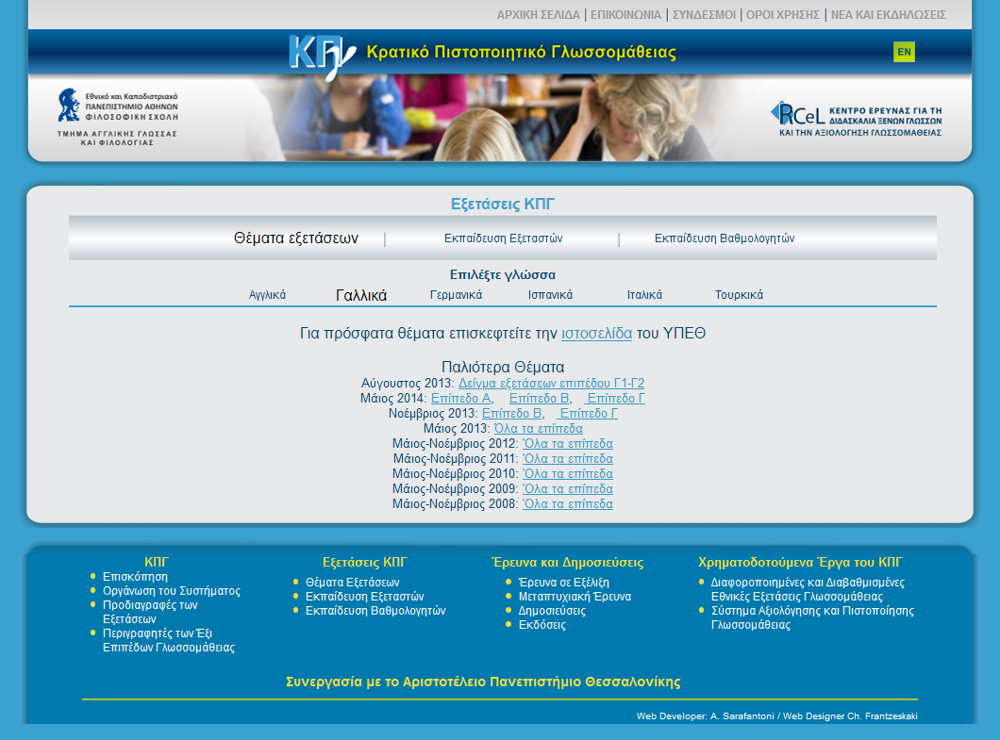 ΑΡΧΙΚΗ ΣΕΛΙΔΑ | ΕΠΙΚΟΙΝΩΝΙΑ | ΣΥΝΔΕΣΜΟΙ | ΟΡΟΙ ΧΡΗΣΗΣ | ΝΕΑ ΚΑΙ ΕΚΔΗΛΩΣΕΙΣ
ΚΠγ Κρατικό Πιστοποιητικό Γλωσσομάθειας
EN
Εθνικό και Καποδιστριακό
ΠΑΝΕΠΙΣΤΗΜΙΟ ΑΘΗΝΩΝ
ΦΙΛΟΣΟΦΙΚΗ ΣΧΟΛΗ
ΤΜΗΜΑ ΑΓΓΛΙΚΗΣ ΓΛΩΣΣΑΣ
ΚΑΙ ΦΙΛΟΛΟΓΙΑΣ
RCeL ΚΕΝΤΡΟ ΕΡΕΥΝΑΣ ΓΙΑ ΤΗ
ΔΙΔΑΣΚΑΛΙΑ ΞΕΝΩΝ ΓΛΩΣΣΩΝ
ΚΑΙ ΤΗΝ ΑΞΙΟΛΟΓΗΣΗ ΓΛΩΣΣΟΜΑΘΕΙΑΣ
Εξετάσεις ΚΠΓ
Θέματα εξετάσεων | Εκπαίδευση Εξεταστών | Εκπαίδευση Βαθμολογητών
Επιλέξτε γλώσσα
Αγγλικά Γαλλικά Γερμανικά Ισπανικά Ιταλικά Τουρκικά
Για πρόσφατα θέματα επισκεφτείτε την ιστοσελίδα του ΥΠΕΘ
Παλιότερα Θέματα
Αύγουστος 2013: Δείγμα εξετάσεων επιπέδου Γ1-Γ2
Μάιος 2014: Επίπεδο Α, Επίπεδο Β, Επίπεδο Γ
Νοέμβριος 2013: Επίπεδο Β, Επίπεδο Γ
Μάιος 2013: Όλα τα επίπεδα
Μάιος-Νοέμβριος 2012: Όλα τα επίπεδα
Μάιος-Νοέμβριος 2011: Όλα τα επίπεδα
Μάιος-Νοέμβριος 2010: Όλα τα επίπεδα
Μάιος-Νοέμβριος 2009: Όλα τα επίπεδα
Μάιος-Νοέμβριος 2008: Όλα τα επίπεδα
ΚΠΓ
Επισκόπηση
Οργάνωση του Συστήματος
Προδιαγραφές των
Εξετάσεων
Περιγραφητές των Έξι
Επιπέδων Γλωσσομάθειας
Εξετάσεις ΚΠΓ
Θέματα Εξετάσεων
Εκπαίδευση Εξεταστών
Εκπαίδευση Βαθμολογητών
Έρευνα και Δημοσιεύσεις
Έρευνα σε Εξέλιξη
Μεταπτυχιακή Έρευνα
Δημοσιεύσεις
Εκδόσεις
Χρηματοδοτούμενα Έργα του ΚΠΓ
Διαφοροποιημένες και Διαβαθμισμένες
Εθνικές Εξετάσεις Γλωσσομάθειας
Σύστημα Αξιολόγησης και Πιστοποίησης
Γλωσσομάθειας
Συνεργασία με το Αριστοτέλειο Πανεπιστήμιο Θεσσαλονίκης
Web Developer: A. Sarafantoni / Web Designer Ch. Frantzeskaki